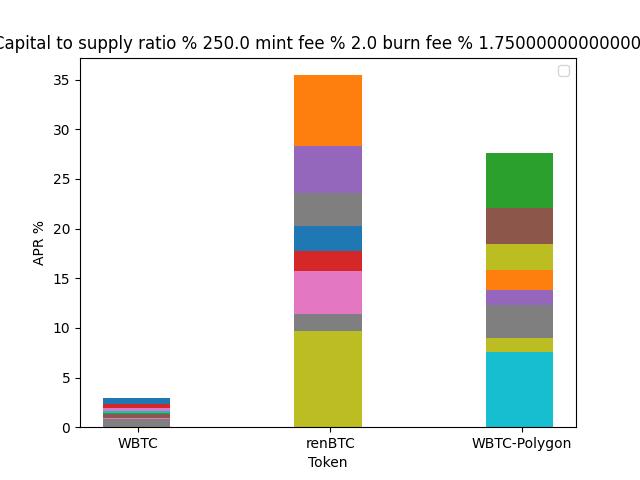 Capital to supply ratio % 250.0 mint fee % 2.0 burn fee % 1.75000000000000
35
30
25
20
15
10
5
0
APR %
WBTC renBTC WBTC-Polygon
Token